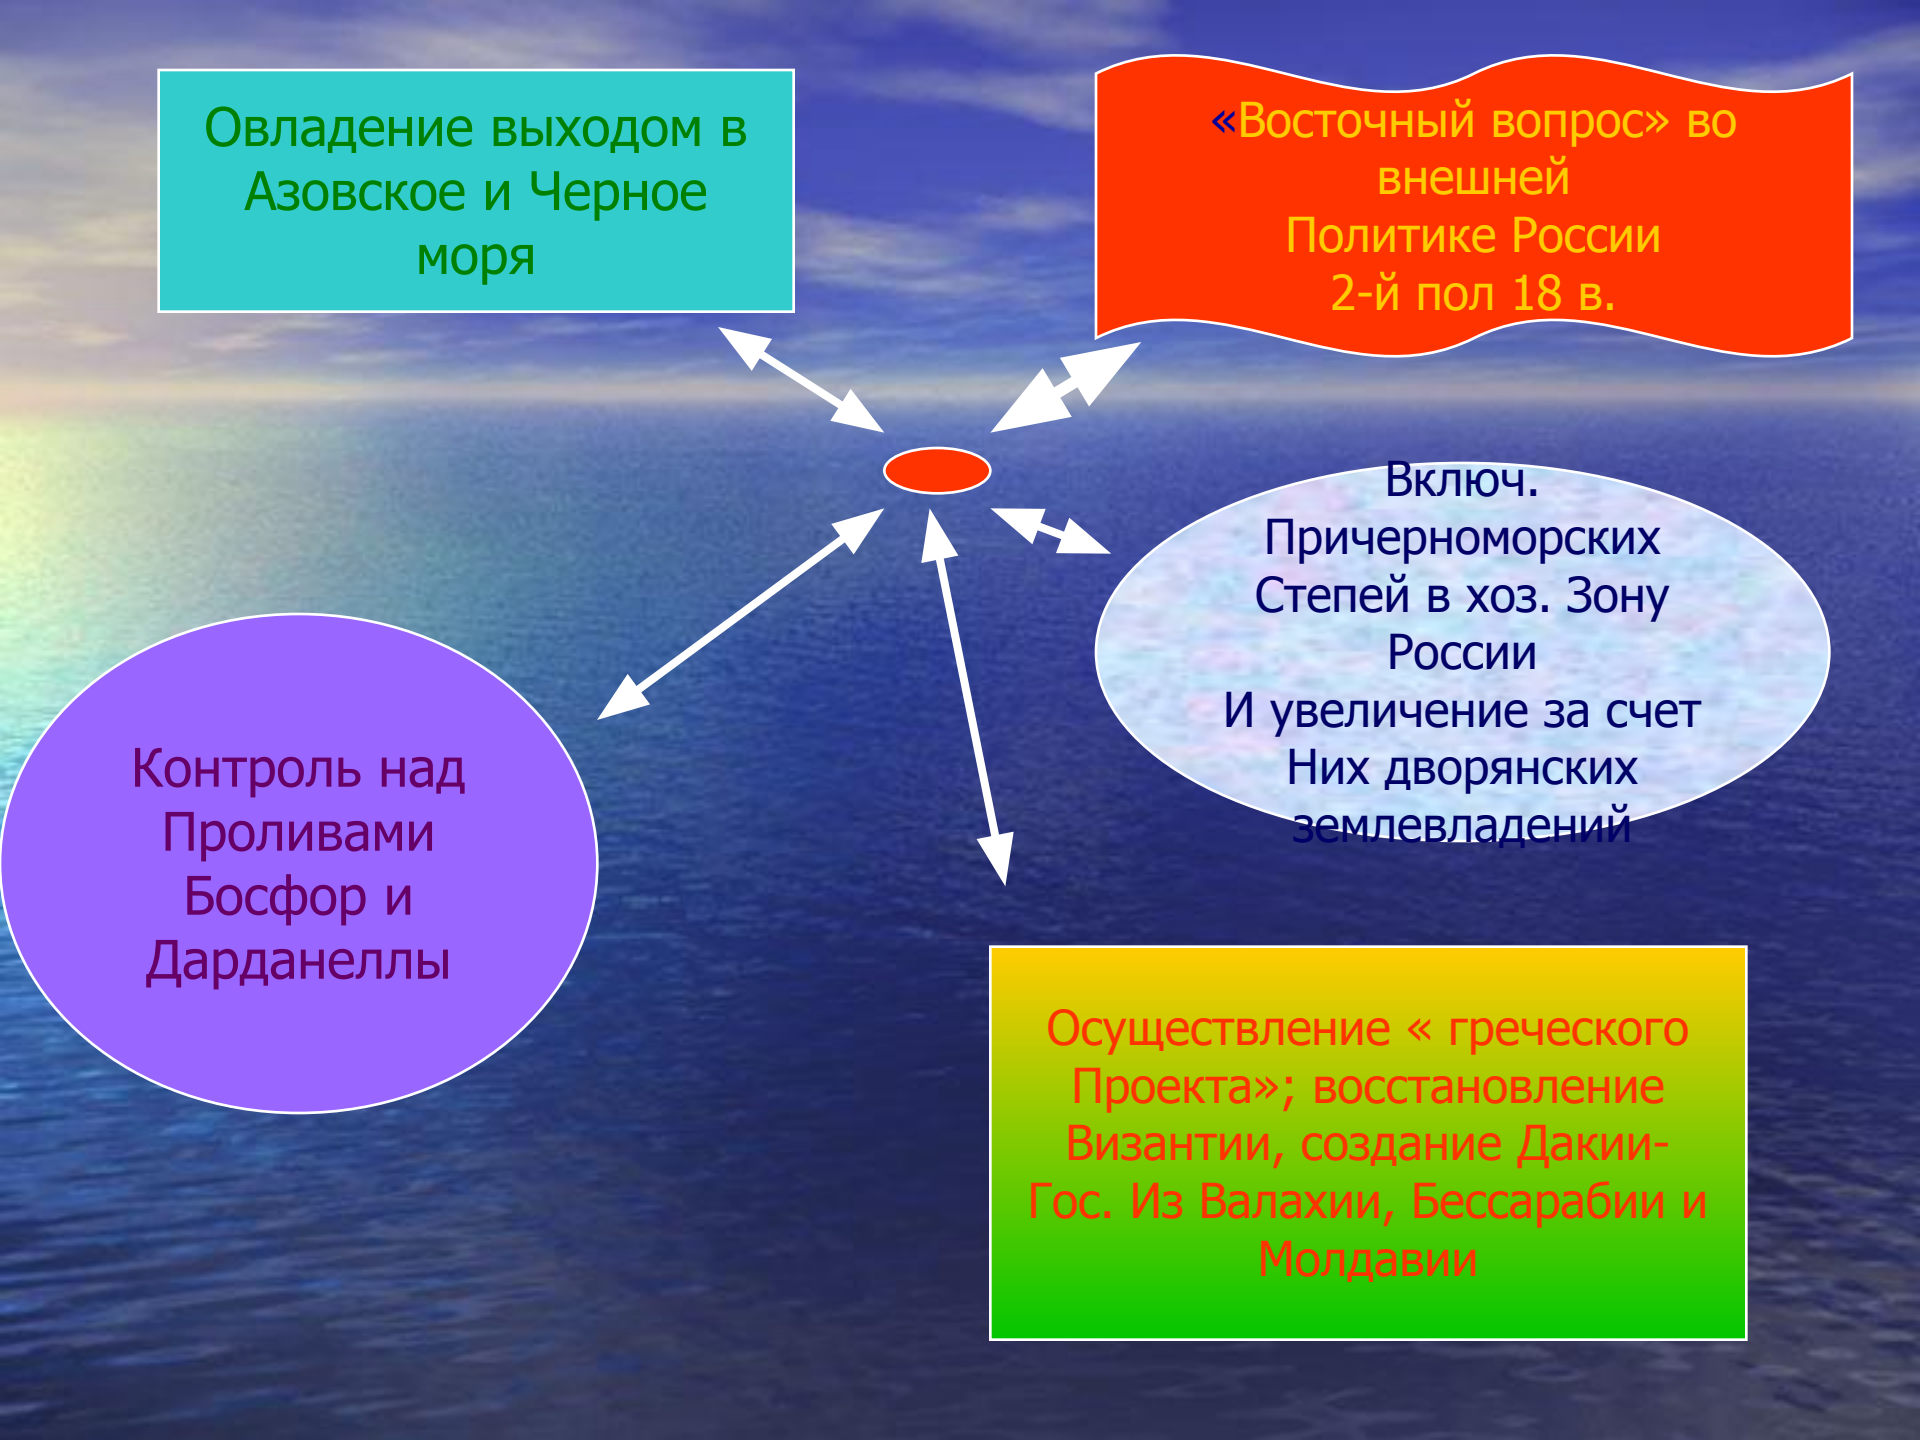 Овладение выходом в
Азовское и Черное
моря
«Восточный вопрос» во
внешней
Политике России
2-й пол 18 в.
Включ.
Причерноморских
Степей в хоз. Зону
России
И увеличение за счет
Них дворянских
землевладений
Контроль над
Проливами
Босфор и
Дарданеллы
Осуществление « греческого
Проекта»; восстановление
Византии, создание Дакии-
Гос. Из Валахии, Бессарабии и
Молдавии